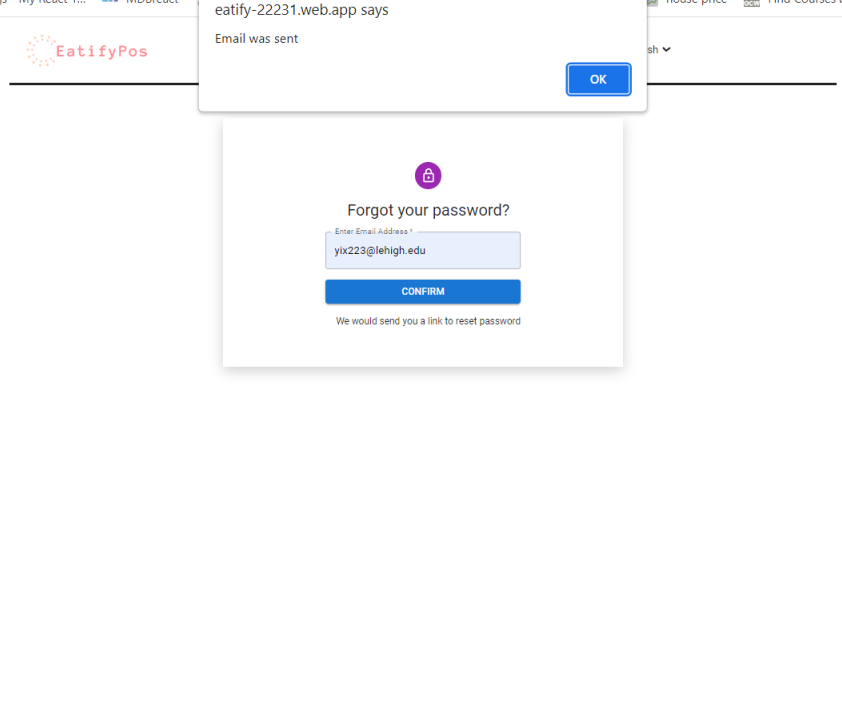 My React
MDBreact
house price
Find Courses
eatify-22231.web.app says
Email was sent
OK
EatifyPos
sh
Forgot your password?
Enter Email Address *
yix223@lehigh.edu
CONFIRM
We would send you a link to reset password